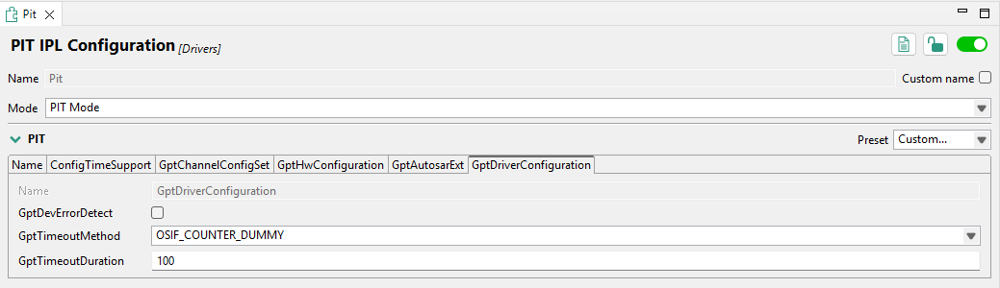 Pit
PIT IPL Configuration [Drivers]
Name Pit Custom name
Mode PIT Mode
PIT Preset Custom...
Name ConfigTimeSupport GptChannelConfigSet GptHwConfiguration GptAutosarExt GptDriverConfiguration
Name GptDriverConfiguration
GptDevErrorDetect
GptTimeoutMethod OSIF_COUNTER_DUMMY
GptTimeoutDuration 100